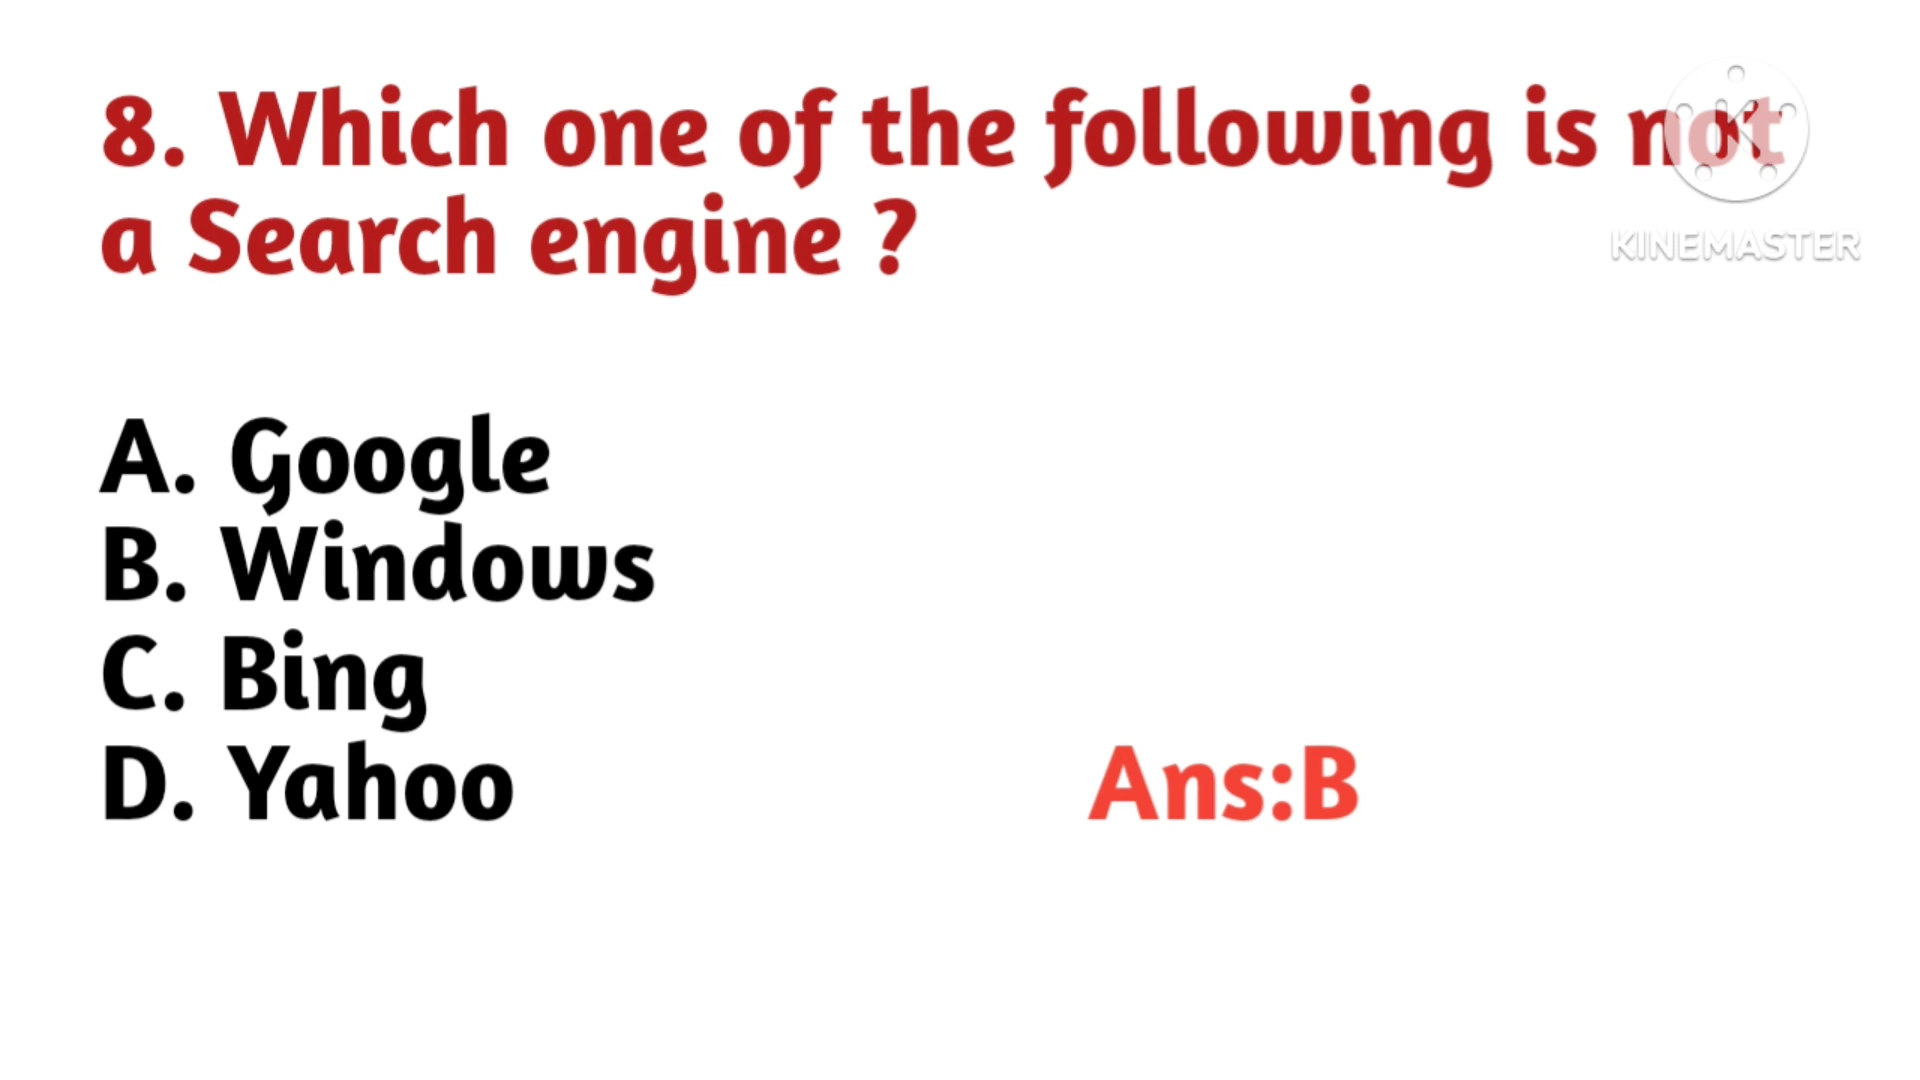 8. Which one of the following is not
a Search engine ?
KINEMASTER
A. Google
B. Windows
C. Bing
D. Yahoo
Ans:B